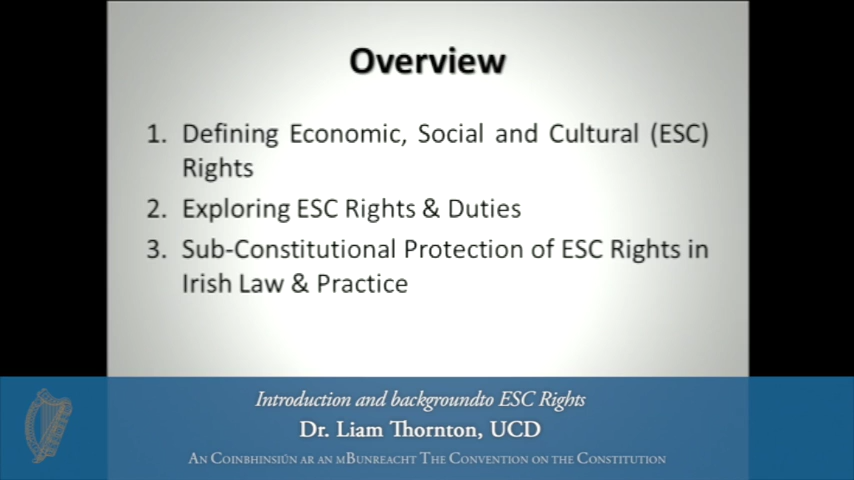 Overview
1. Defining Economic, Social and Cultural (ESC)
Rights
2. Exploring ESC Rights & Duties
3. Sub-Constitutional Protection of ESC Rights in
Irish Law & Practice
Introduction and backgroundto ESC Rights
Dr. Liam Thornton, UCD
An Coinbhinsiún ar an mBunreacht The Convention on the Constitution